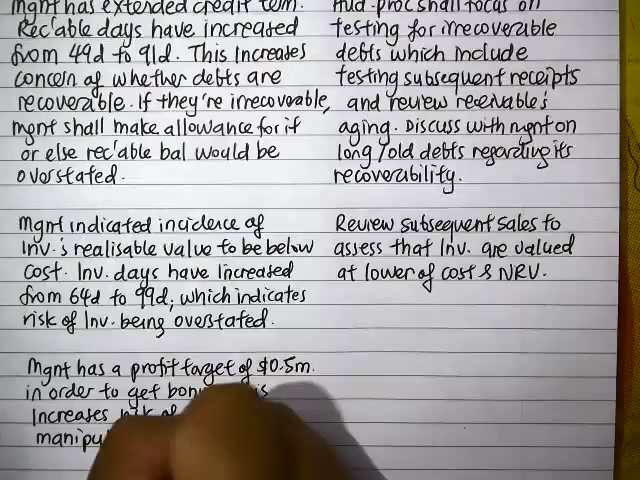 Mgnt has extended credit term.
Rec'able days have increased
from 49d to 91d. This increases
concern of whether debts are
recoverable. If they're irrecoverable,
mgnt shall make allowance for it
or else rec'able bal would be
overstated.
Aud. proc shall focus on
testing for irrecoverable
debts which include
testing subsequent receipts
and review receivable's
aging. Discuss with mgnt on
long/old debts regarding its
recoverability.
Mgnt indicated incidence of
Inv.'s realisable value to be below
cost. Inv. days have increased
from 64d to 99d, which indicates
risk of Inv. being overstated.
Review subsequent sales to
assess that Inv. are valued
at lower of cost & NRV.
Mgnt has a profit target of $0.5m
in order to get
Increases risk of